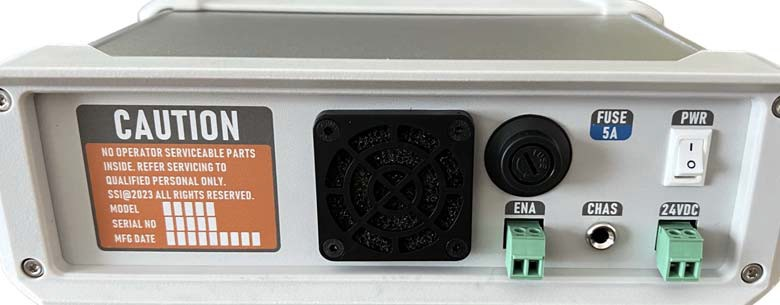 CAUTION
NO OPERATOR SERVICEABLE PARTS
INSIDE. REFER SERVICING TO
QUALIFIED PERSONAL ONLY.
SSI@2023 ALL RIGHTS RESERVED.
MODEL
SERIAL NO
MFG DATE
FUSE
5A
PWR
I
O
ENA
CHAS
24VDC